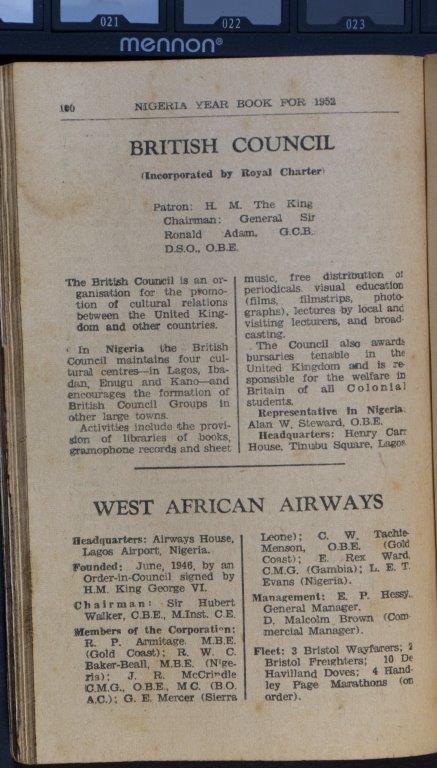 021
022
023
mennon®
100
NIGERIA YEAR BOOK FOR 1952
BRITISH COUNCIL
(Incorporated by Royal Charter)
Patron: H. M. The King
Chairman: General Sir
Ronald Adam, G.C.B.
D.S.O., O.B.E.
The British Council is an or-
ganisation for the promo-
tion of cultural relations
between the United King-
dom and other countries.
In Nigeria the British
Council maintains four cul-
tural centres—in Lagos, Iba-
dan, Enugu and Kano—and
encourages the formation of
British Council Groups in
other large towns.
Activities include the provi-
sion of libraries of books,
gramophone records and sheet
music, free distribution of
periodicals. visual education
(films, filmstrips, photo-
graphs), lectures by local and
visiting lecturers, and broad-
casting.
The Council also awards
bursaries tenable in the
United Kingdom and is re-
sponsible for the welfare in
Britain of all Colonial
students.
Representative in Nigeria:
Alan W. Steward, O.B.E.
Headquarters: Henry Carr
House, Tinubu Square, Lagos
WEST AFRICAN AIRWAYS
Headquarters: Airways House,
Lagos Airport, Nigeria.
Founded: June, 1946, by an
Order-in-Council signed by
H.M. King George VI.
Chairman: Sir Hubert
Walker, C.B.E., M.Inst. C.E.
Members of the Corporation:
R. P. Armitage. M.B.E.
(Gold Coast); R. W. C.
Baker-Beall, M.B.E. (Nige-
ria); J. R. McCrindle
C.M.G., O.B.E., M.C. (B.O.
A.C.); G. E. Mercer (Sierra
Leone); C. W. Tachie-
Menson, O.B.E. (Gold
Coast); E. Rex Ward,
C.M.G. (Gambia); L. E. T.
Evans (Nigeria).
Management: E. P. Hessy.
General Manager.
D. Malcolm Brown (Com-
mercial Manager).
Fleet: 3 Bristol Wayfarers; 2
Bristol Freighters; 10 De
Havilland Doves; 4 Hand-
ley Page Marathons (on
order).